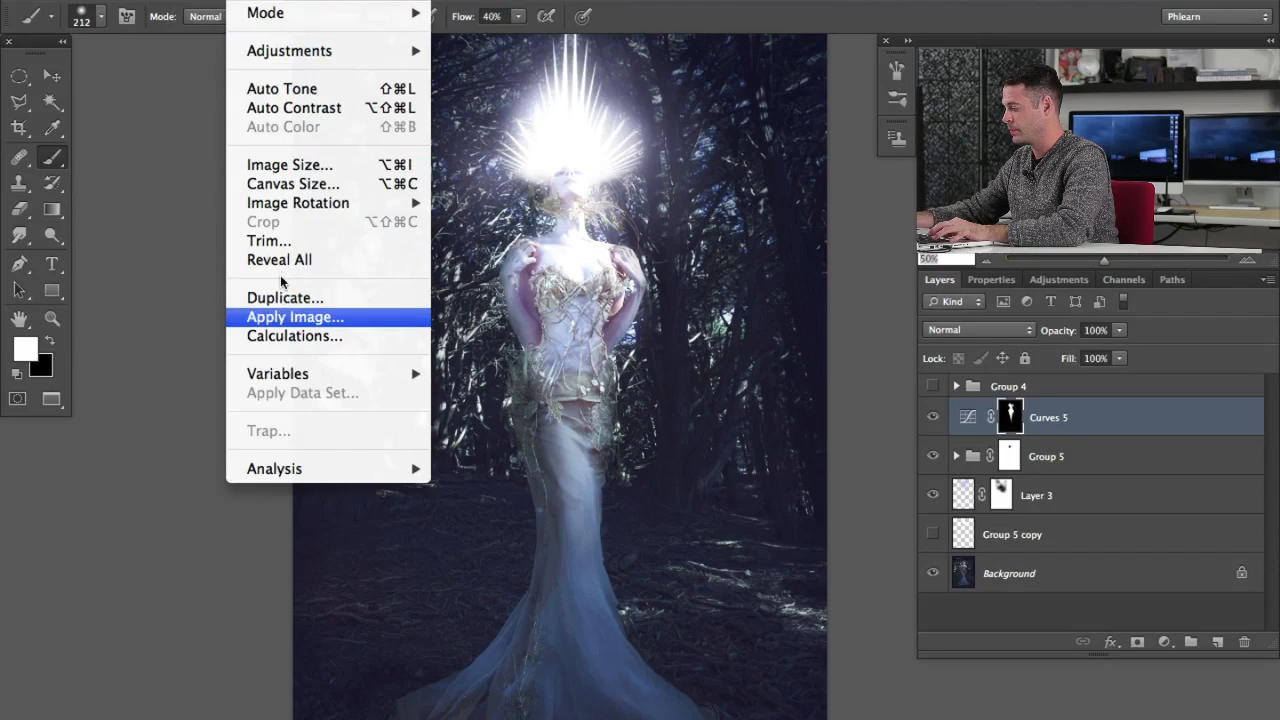 212
Mode: Normal
Flow: 40%
Phlearn
Mode
Adjustments
Auto Tone ⇧⌘L
Auto Contrast ⌥⇧⌘L
Auto Color ⇧⌘B
Image Size... ⌥⌘I
Canvas Size... ⌥⌘C
Image Rotation
Crop ⌥⇧⌘C
Trim...
Reveal All
Duplicate...
Apply Image...
Calculations...
Variables
Apply Data Set...
Trap...
Analysis
50%
Layers Properties Adjustments Channels Paths
Kind
Normal Opacity: 100%
Lock: Fill: 100%
Group 4
Curves 5
Group 5
Layer 3
Group 5 copy
Background
fx